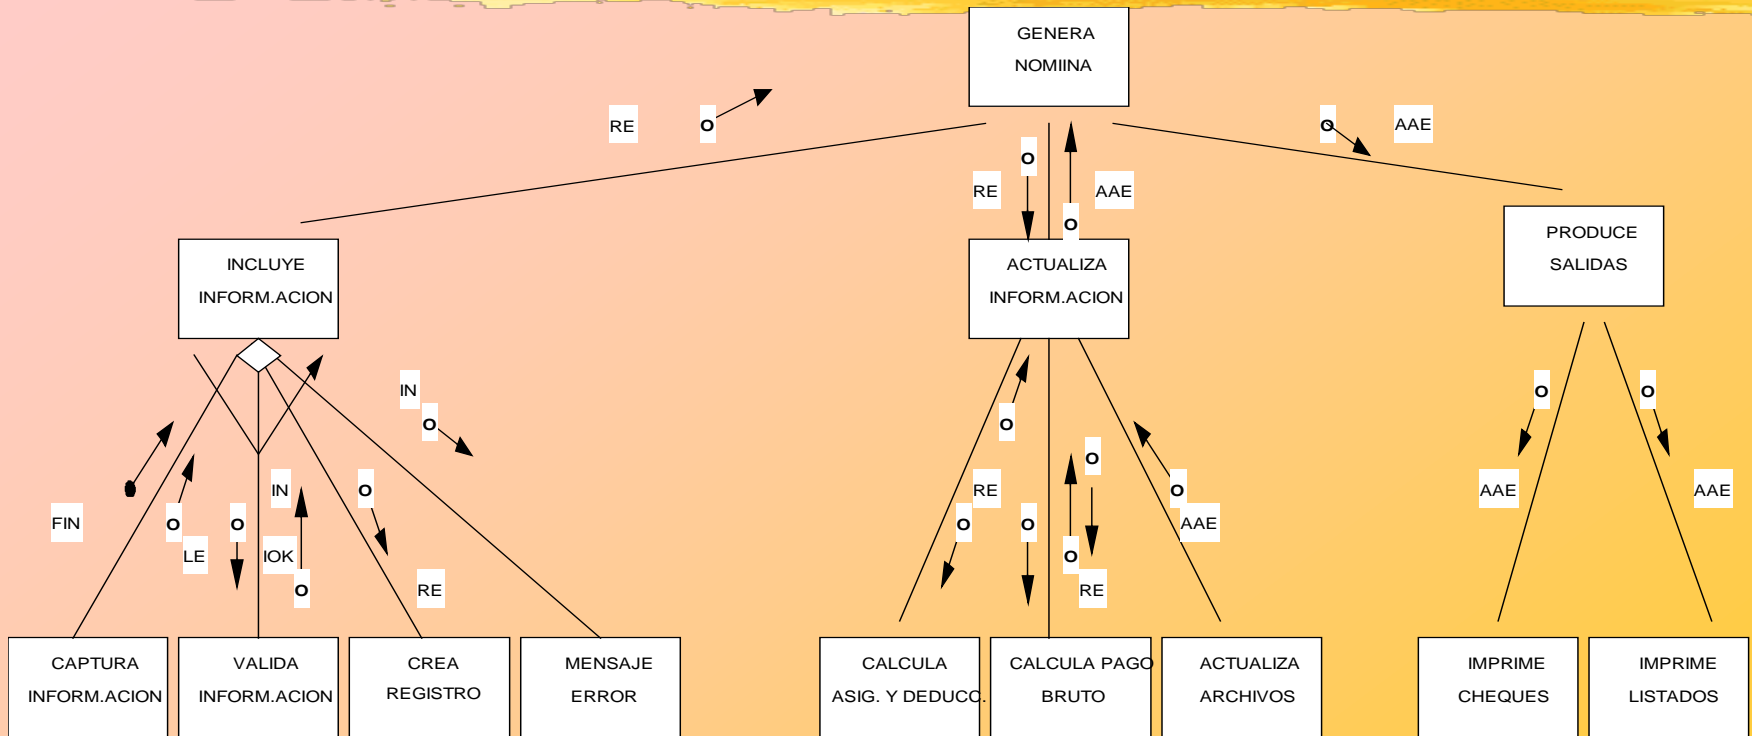 GENERA
NOMIINA
RE
O
O
AAE
O
RE
AAE
O
INCLUYE
INFORM.ACION
ACTUALIZA
INFORM.ACION
PRODUCE
SALIDAS
IN
O
O
O
O
O
FIN
O
LE
O
IN
IOK
O
O
RE
RE
O
O
O
O
RE
O
AAE
AAE
AAE
CAPTURA
INFORM.ACION
VALIDA
INFORM.ACION
CREA
REGISTRO
MENSAJE
ERROR
CALCULA
ASIG. Y DEDUCC.
CALCULA PAGO
BRUTO
ACTUALIZA
ARCHIVOS
IMPRIME
CHEQUES
IMPRIME
LISTADOS